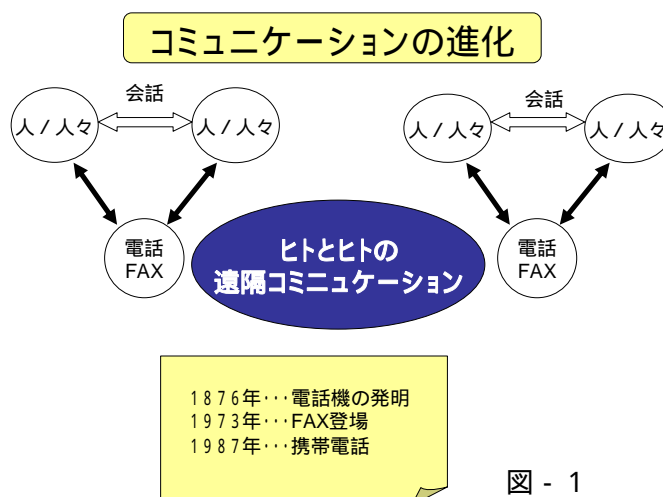 コミュニケーションの進化
会話
人 / 人々
人 / 人々
電話
FAX
会話
人 / 人々
人 / 人々
電話
FAX
ヒトとヒトの
遠隔コミニュケーション
1876年･･･電話機の発明
1973年･･･FAX登場
1987年･･･携帯電話
図 - 1